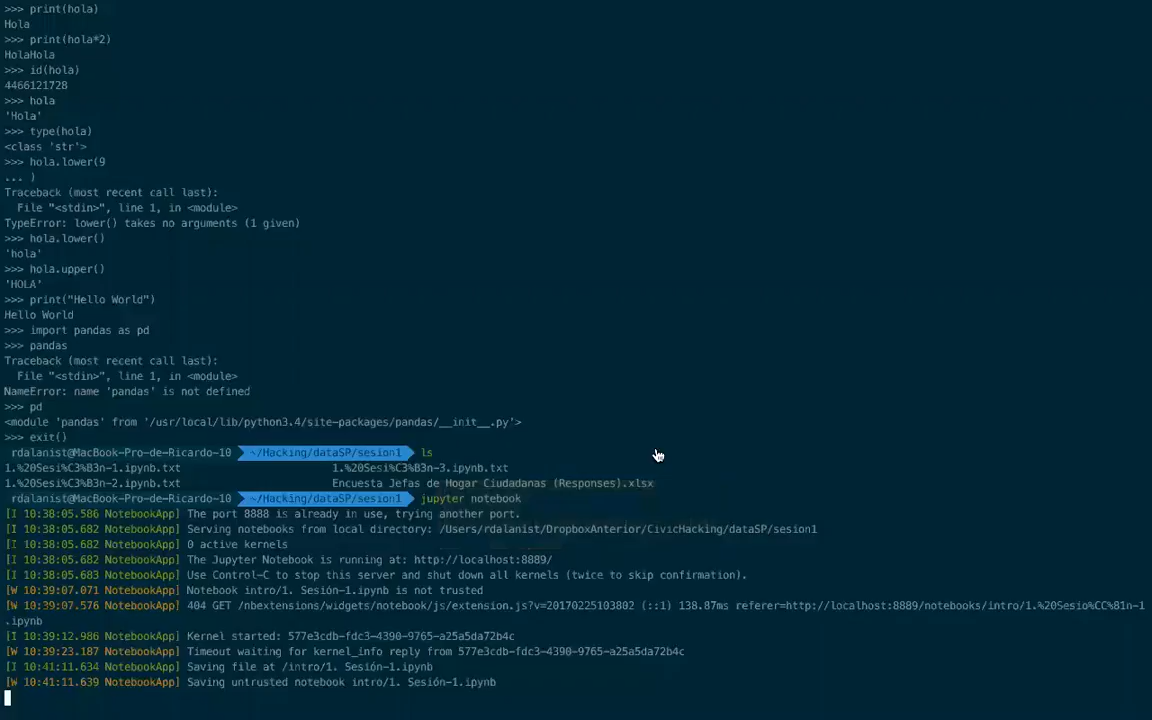 >>> print(hola)
Hola
>>> print(hola*2)
HolaHola
>>> id(hola)
4466121728
>>> hola
'Hola'
>>> type(hola)
<class 'str'>
>>> hola.lower(9
... )
Traceback (most recent call last):
  File "<stdin>", line 1, in <module>
TypeError: lower() takes no arguments (1 given)
>>> hola.lower()
'hola'
>>> hola.upper()
'HOLA'
>>> print("Hello World")
Hello World
>>> import pandas as pd
>>> pandas
Traceback (most recent call last):
  File "<stdin>", line 1, in <module>
NameError: name 'pandas' is not defined
>>> pd
<module 'pandas' from '/usr/local/lib/python3.4/site-packages/pandas/__init__.py'>
>>> exit()
rdalanist@MacBook-Pro-de-Ricardo-10 ~/Hacking/dataSP/sesion1 ls
1.%20Sesi%C3%B3n-1.ipynb.txt 1.%20Sesi%C3%B3n-3.ipynb.txt
1.%20Sesi%C3%B3n-2.ipynb.txt Encuesta Jefas de Hogar Ciudadanas (Responses).xlsx
rdalanist@MacBook-Pro-de-Ricardo-10 ~/Hacking/dataSP/sesion1 jupyter notebook
[I 10:38:05.586 NotebookApp] The port 8888 is already in use, trying another port.
[I 10:38:05.682 NotebookApp] Serving notebooks from local directory: /Users/rdalanist/DropboxAnterior/CivicHacking/dataSP/sesion1
[I 10:38:05.682 NotebookApp] 0 active kernels
[I 10:38:05.682 NotebookApp] The Jupyter Notebook is running at: http://localhost:8889/
[I 10:38:05.683 NotebookApp] Use Control-C to stop this server and shut down all kernels (twice to skip confirmation).
[W 10:39:07.071 NotebookApp] Notebook intro/1. Sesión-1.ipynb is not trusted
[W 10:39:07.576 NotebookApp] 404 GET /nbextensions/widgets/notebook/js/extension.js?v=20170225103802 (::1) 138.87ms referer=http://localhost:8889/notebooks/intro/1.%20Sesio%CC%81n-1
.ipynb
[I 10:39:12.986 NotebookApp] Kernel started: 577e3cdb-fdc3-4390-9765-a25a5da72b4c
[W 10:39:23.187 NotebookApp] Timeout waiting for kernel_info reply from 577e3cdb-fdc3-4390-9765-a25a5da72b4c
[I 10:41:11.634 NotebookApp] Saving file at /intro/1. Sesión-1.ipynb
[W 10:41:11.639 NotebookApp] Saving untrusted notebook intro/1. Sesión-1.ipynb